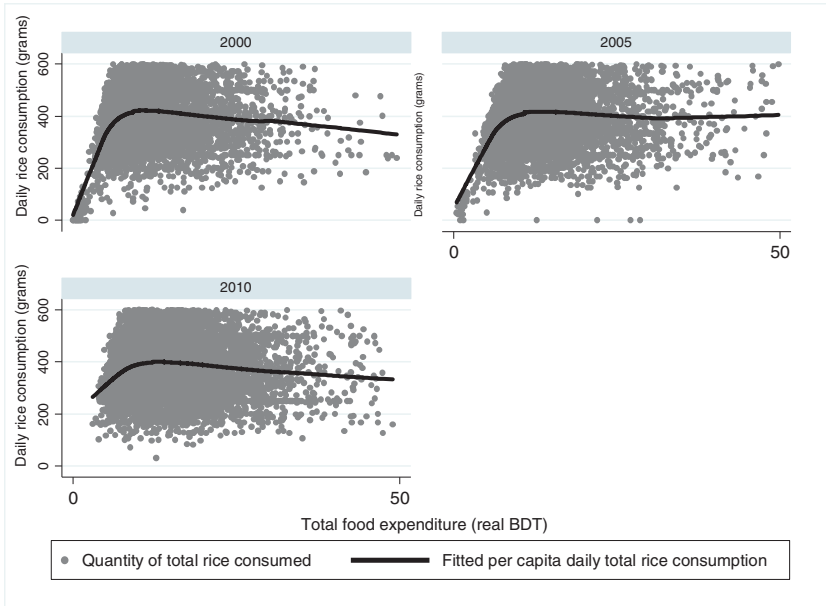 2000
Daily rice consumption (grams)
600
400
200
0
2005
Daily rice consumption (grams)
0
50
2010
Daily rice consumption (grams)
600
400
200
0
0
50
Total food expenditure (real BDT)
Quantity of total rice consumed
Fitted per capita daily total rice consumption